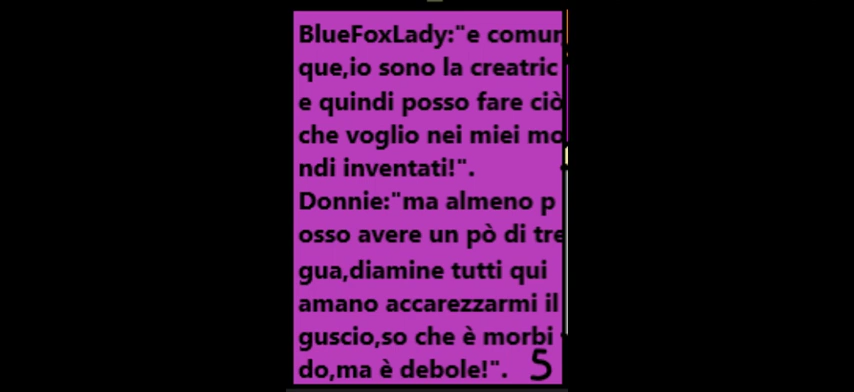 BlueFoxLady:"e comun
que,io sono la creatric
e quindi posso fare ciò
che voglio nei miei mo
ndi inventati!".
Donnie:"ma almeno p
osso avere un pò di tre
gua,diamine tutti qui
amano accarezzarmi il
guscio,so che è morbi
do,ma è debole!". 5